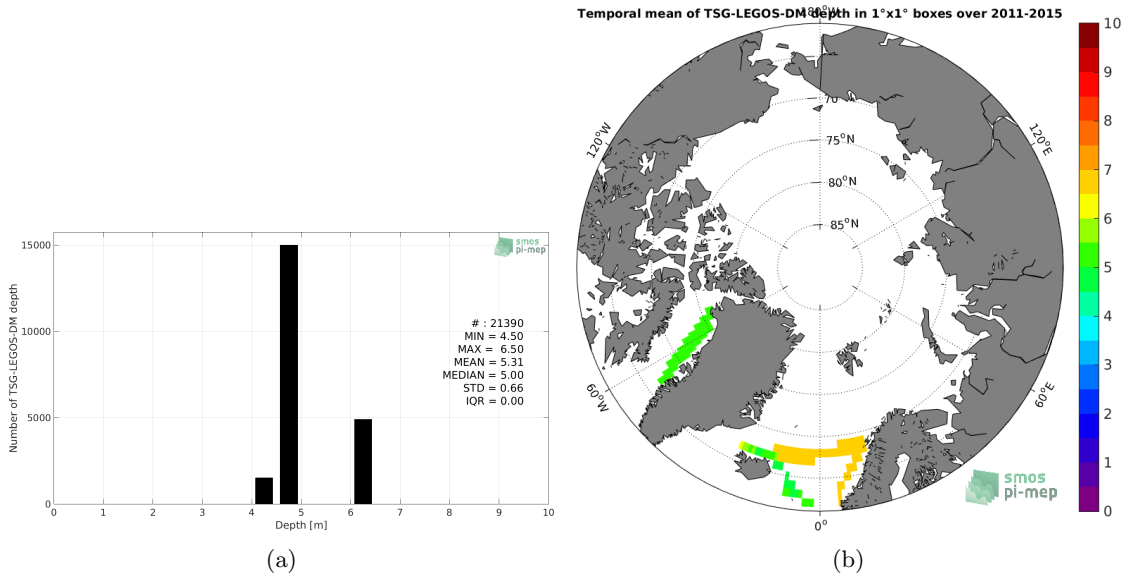 Temporal mean of TSG-LEGOS-DM depth in 1°x1° boxes over 2011-2015
180°W
120°W
120°E
60°W
60°E
0°
70°
75°N
80°N
85°N
10
9
8
7
6
5
4
3
2
1
0
smos
pi-mep
15000
10000
5000
0
Number of TSG-LEGOS-DM depth
smos
pi-mep
# : 21390
MIN = 4.50
MAX = 6.50
MEAN = 5.31
MEDIAN = 5.00
STD = 0.66
IQR = 0.00
0 1 2 3 4 5 6 7 8 9 10
Depth [m]
(a)
(b)